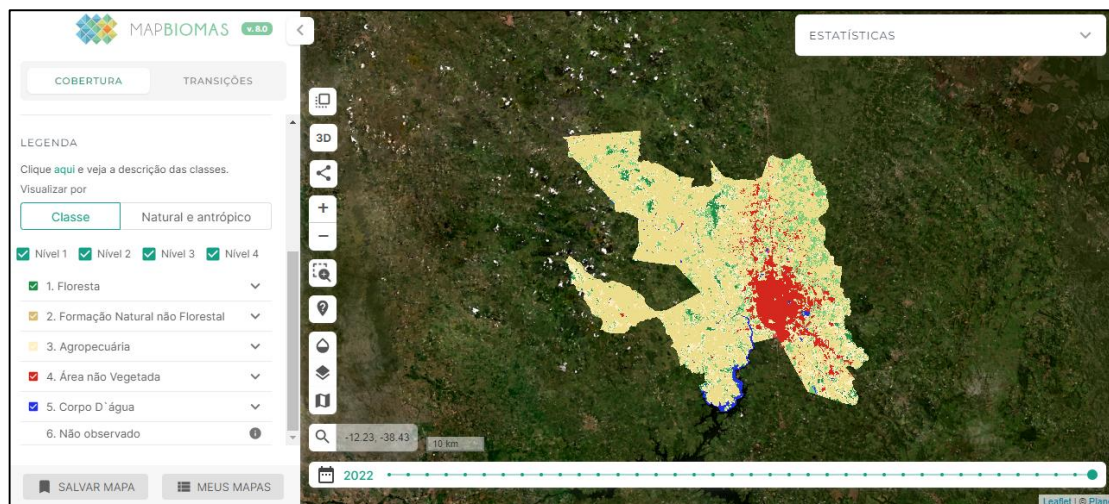 MAPBIOMAS v. 8.0
COBERTURA TRANSIÇÕES
LEGENDA
Clique aqui e veja a descrição das classes.
Visualizar por
Classe Natural e antrópico
Nível 1 Nível 2 Nível 3 Nível 4
1. Floresta
2. Formação Natural não Florestal
3. Agropecuária
4. Área não Vegetada
5. Corpo D`água
6. Não observado
SALVAR MAPA MEUS MAPAS
ESTATÍSTICAS
3D
+
−
-12.23, -38.43 10 km
2022
Leaflet | ©